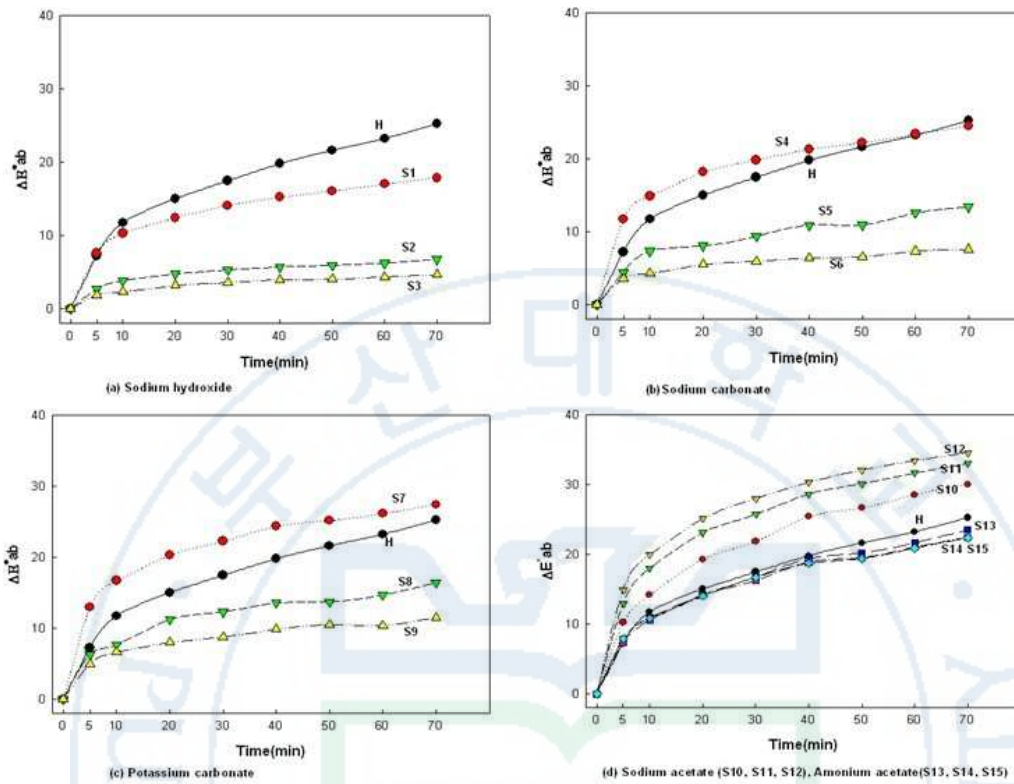 40
30
20
10
0
ΔE*ab
H
S1
S2
S3
0 5 10 20 30 40 50 60 70
Time(min)
(a) Sodium hydroxide
40
30
20
10
0
ΔE*ab
S4
H
S5
S6
0 5 10 20 30 40 50 60 70
Time(min)
(b) Sodium carbonate
40
30
20
10
0
ΔE*ab
S7
H
S8
S9
0 5 10 20 30 40 50 60 70
Time(min)
(c) Potassium carbonate
40
30
20
10
0
ΔE*ab
S12
S11
S10
H
S13
S14 S15
0 5 10 20 30 40 50 60 70
Time(min)
(d) Sodium acetate (S10, S11, S12), Amonium acetate(S13, S14, S15)
부산대학